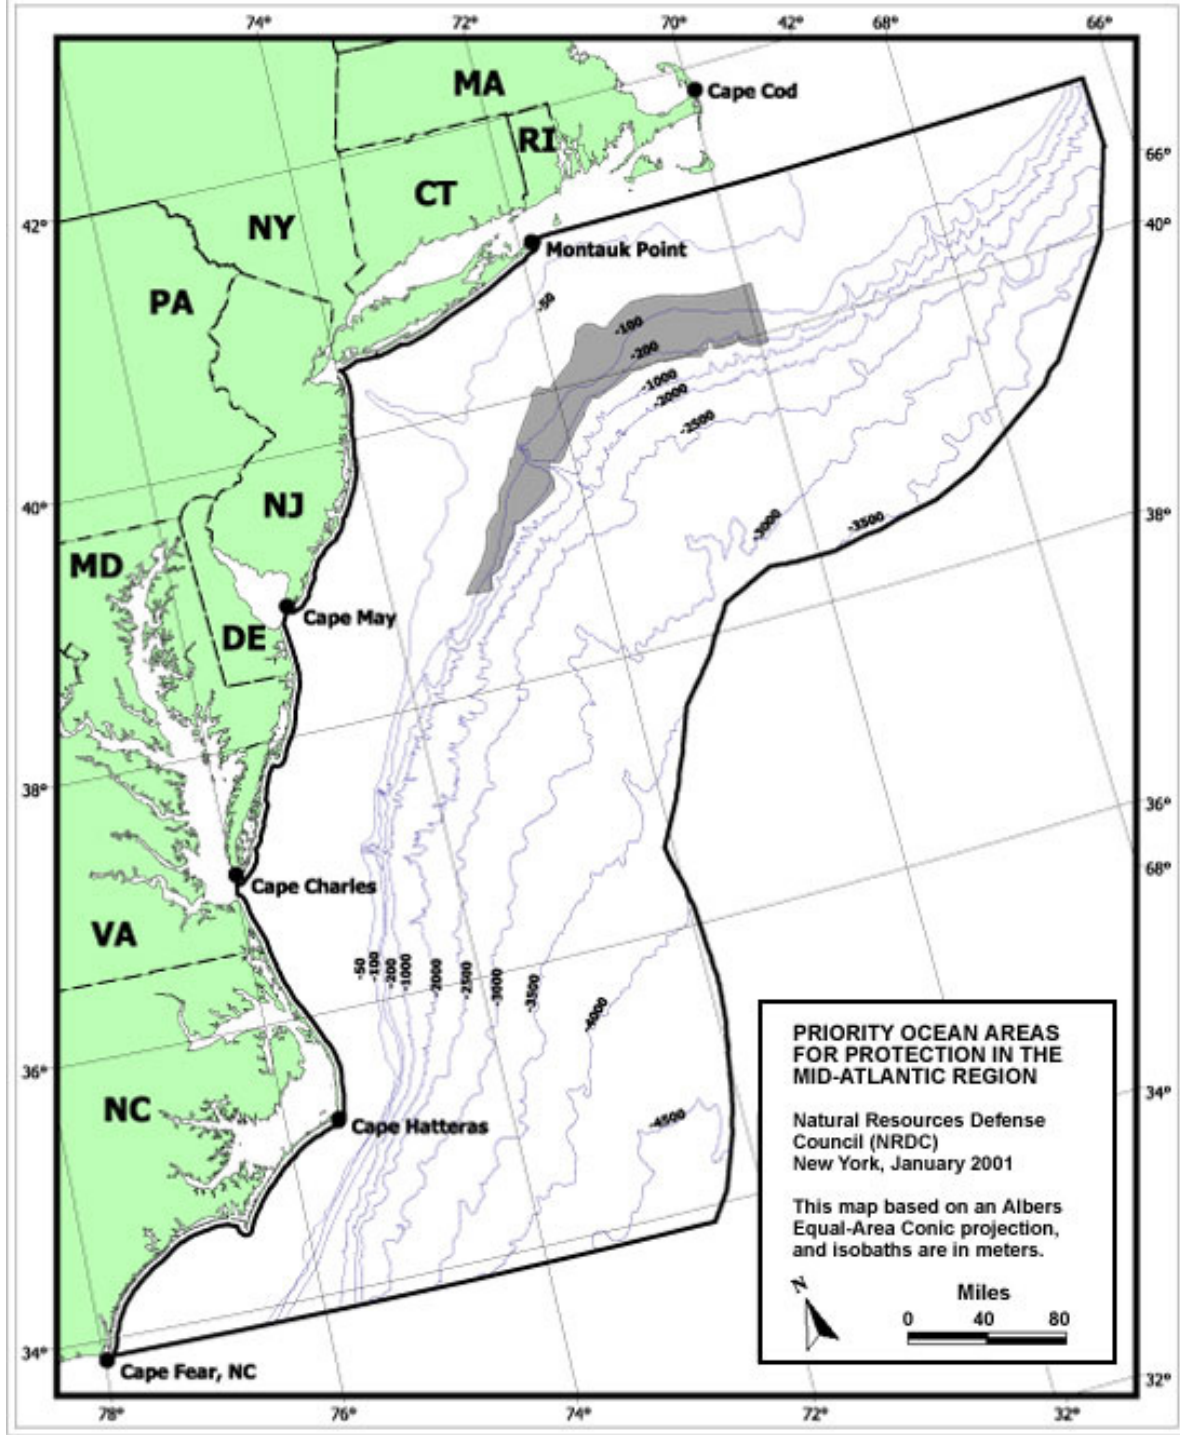 74°
72°
70°
42°
68°
66°
MA
Cape Cod
RI
66°
CT
42°
NY
40°
Montauk Point
PA
-50
-100
-200
-1000
-2000
-2500
NJ
40°
38°
-3000
-3500
MD
Cape May
DE
38°
36°
68°
Cape Charles
VA
-50
-100
-200
-1000
-2000
-2500
-3000
-3500
-4000
PRIORITY OCEAN AREAS
FOR PROTECTION IN THE
MID-ATLANTIC REGION
36°
34°
NC
-4500
Cape Hatteras
Natural Resources Defense
Council (NRDC)
New York, January 2001
This map based on an Albers
Equal-Area Conic projection,
and isobaths are in meters.
N
Miles
0 40 80
34°
Cape Fear, NC
32°
78°
76°
74°
72°
32°